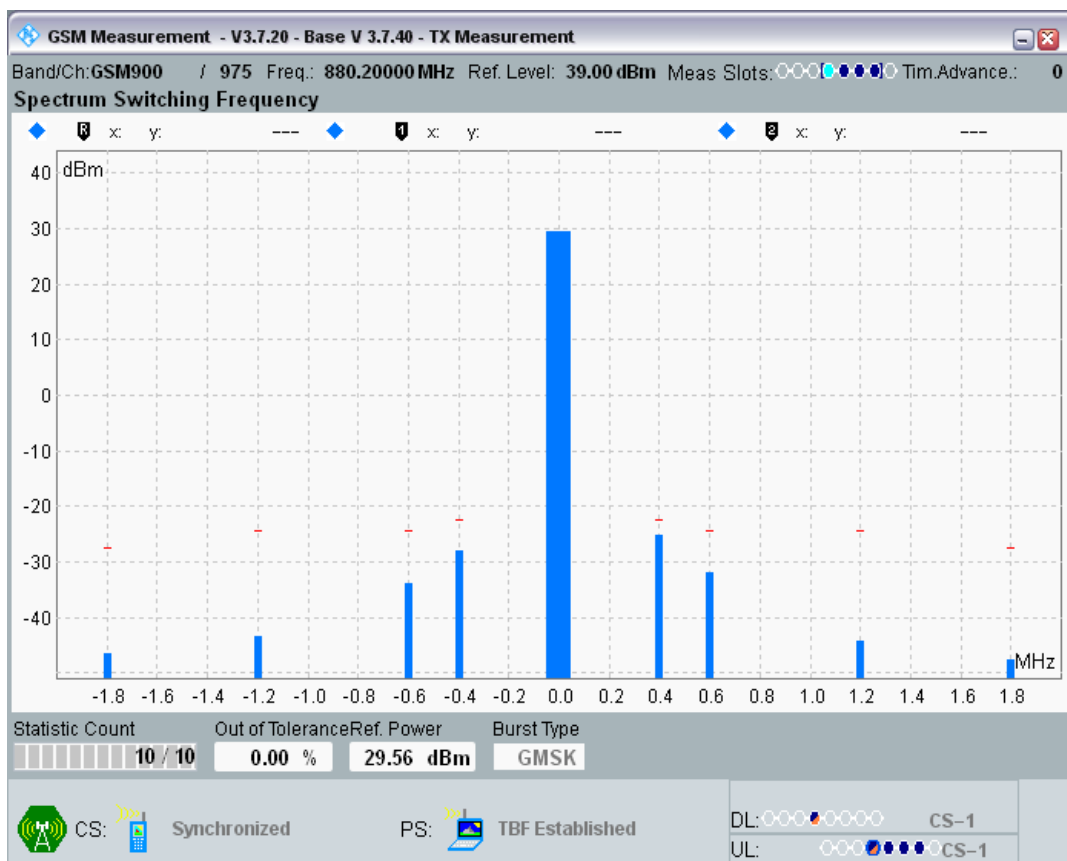 GSM Measurement - V3.7.20 - Base V 3.7.40 - TX Measurement
Band/Ch:GSM900 / 975 Freq.: 880.20000 MHz Ref. Level: 39.00 dBm Meas Slots: Tim.Advance.: 0
Spectrum Switching Frequency
R x: y: --- 1 x: y: --- 2 x: y: ---
dBm
40
30
20
10
0
-10
-20
-30
-40
MHz
-1.8 -1.6 -1.4 -1.2 -1.0 -0.8 -0.6 -0.4 -0.2 0.0 0.2 0.4 0.6 0.8 1.0 1.2 1.4 1.6 1.8
Statistic Count Out of Tolerance Ref. Power Burst Type
10 / 10 0.00 % 29.56 dBm GMSK
CS: Synchronized PS: TBF Established
DL: CS-1
UL: CS-1